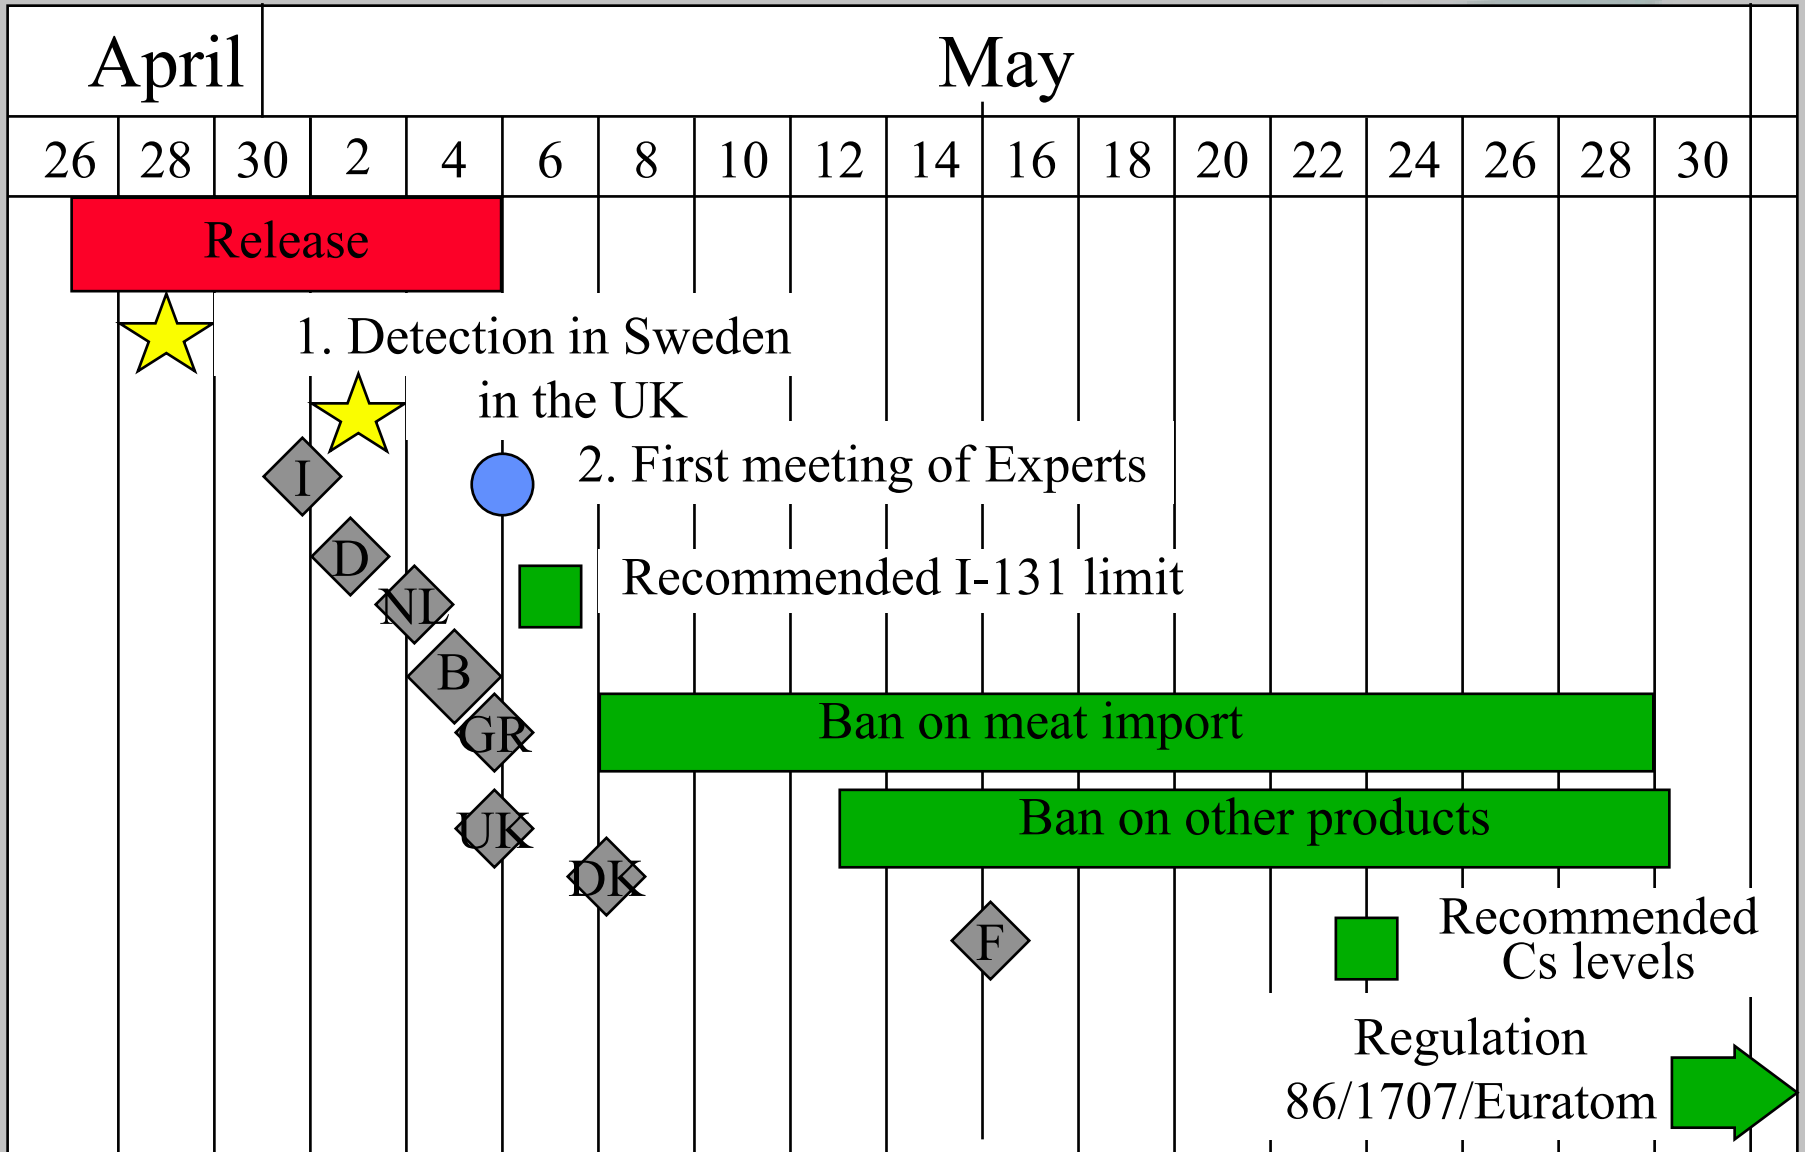 April May
26 28 30 2 4 6 8 10 12 14 16 18 20 22 24 26 28 30
Release
1. Detection in Sweden
in the UK
I
2. First meeting of Experts
D
Recommended I-131 limit
NL
B
GR
Ban on meat import
UK
Ban on other products
DK
F
Recommended
Cs levels
Regulation
86/1707/Euratom